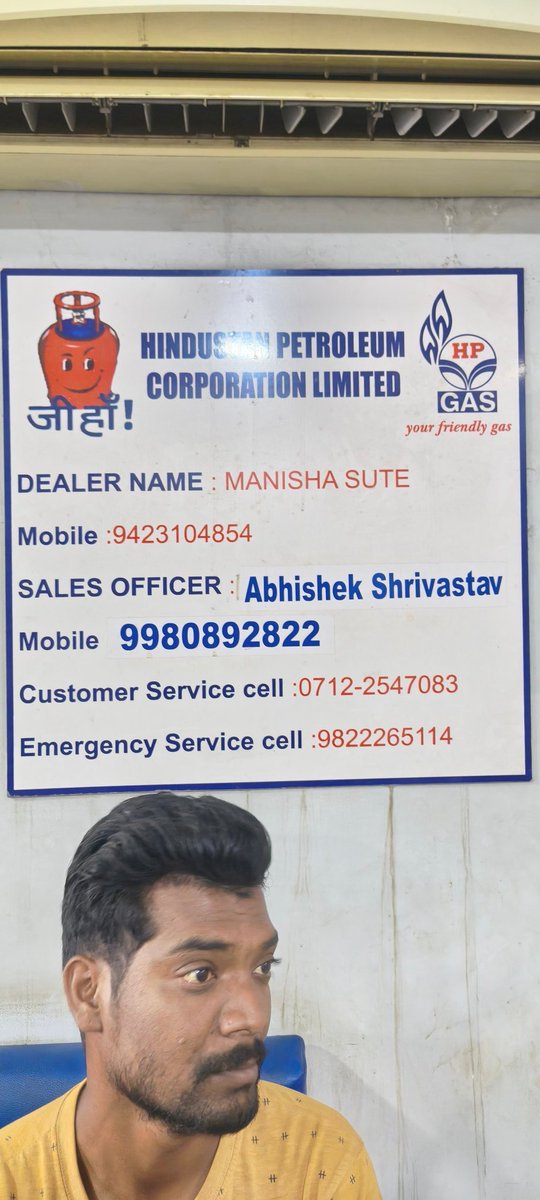 जी हाँ!
HINDUSTAN PETROLEUM
CORPORATION LIMITED
HP
GAS
your friendly gas
DEALER NAME : MANISHA SUTE
Mobile :9423104854
SALES OFFICER : Abhishek Shrivastav
Mobile 9980892822
Customer Service cell :0712-2547083
Emergency Service cell :9822265114